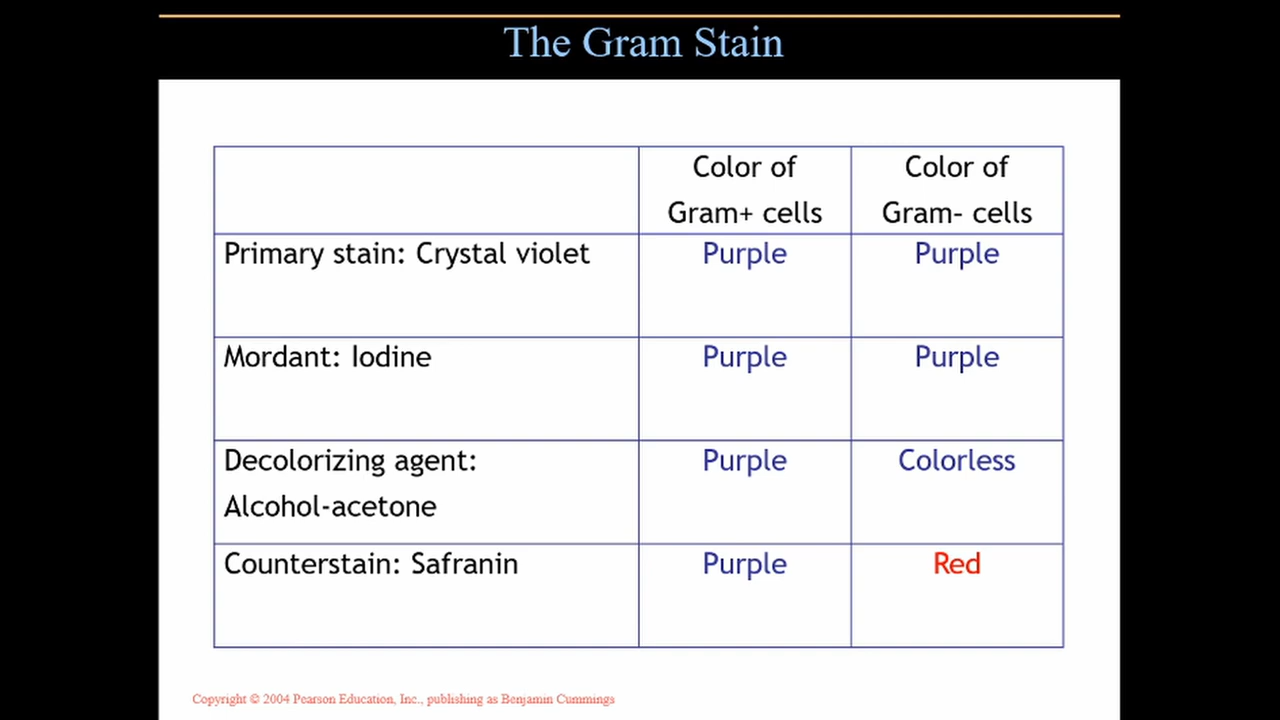 The Gram Stain
Color of
Gram+ cells
Color of
Gram- cells
Primary stain: Crystal violet
Purple
Purple
Mordant: Iodine
Purple
Purple
Decolorizing agent:
Alcohol-acetone
Purple
Colorless
Counterstain: Safranin
Purple
Red
Copyright © 2004 Pearson Education, Inc., publishing as Benjamin Cummings